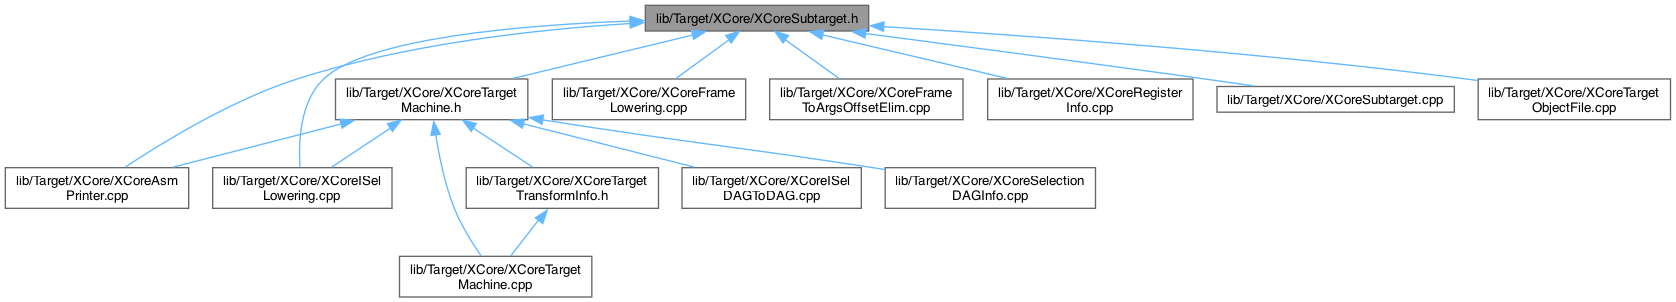 lib/Target/XCore/XCoreSubtarget.h
lib/Target/XCore/XCoreTarget
Machine.h
lib/Target/XCore/XCoreFrame
Lowering.cpp
lib/Target/XCore/XCoreFrame
ToArgsOffsetElim.cpp
lib/Target/XCore/XCoreRegister
Info.cpp
lib/Target/XCore/XCoreSubtarget.cpp
lib/Target/XCore/XCoreTarget
ObjectFile.cpp
lib/Target/XCore/XCoreAsm
Printer.cpp
lib/Target/XCore/XCoreISel
Lowering.cpp
lib/Target/XCore/XCoreTarget
TransformInfo.h
lib/Target/XCore/XCoreISel
DAGToDAG.cpp
lib/Target/XCore/XCoreSelection
DAGInfo.cpp
lib/Target/XCore/XCoreTarget
Machine.cpp